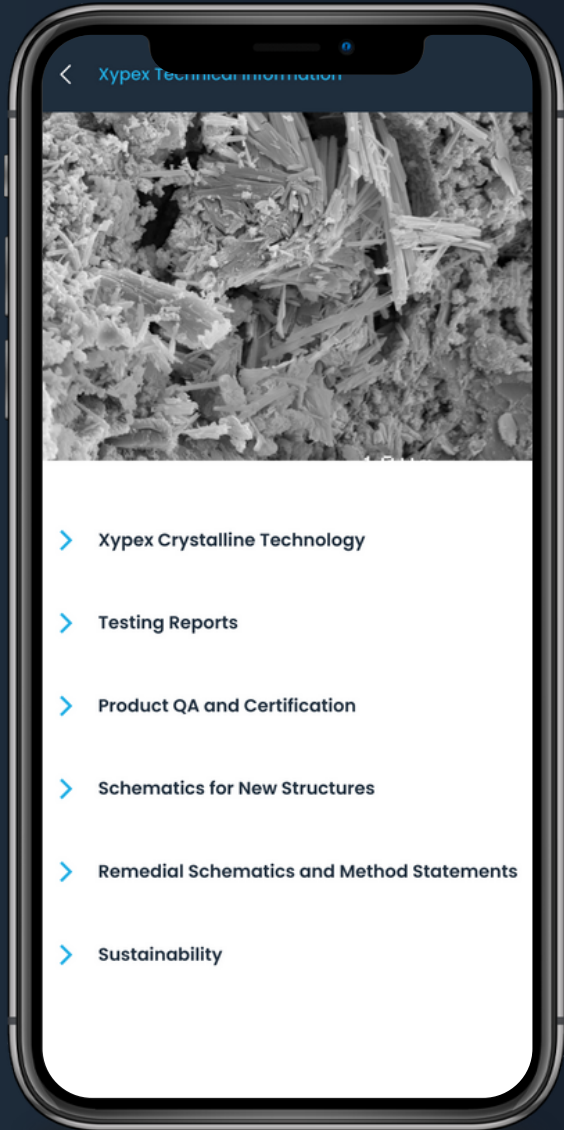 Xypex Technical Information
Xypex Crystalline Technology
Testing Reports
Product QA and Certification
Schematics for New Structures
Remedial Schematics and Method Statements
Sustainability